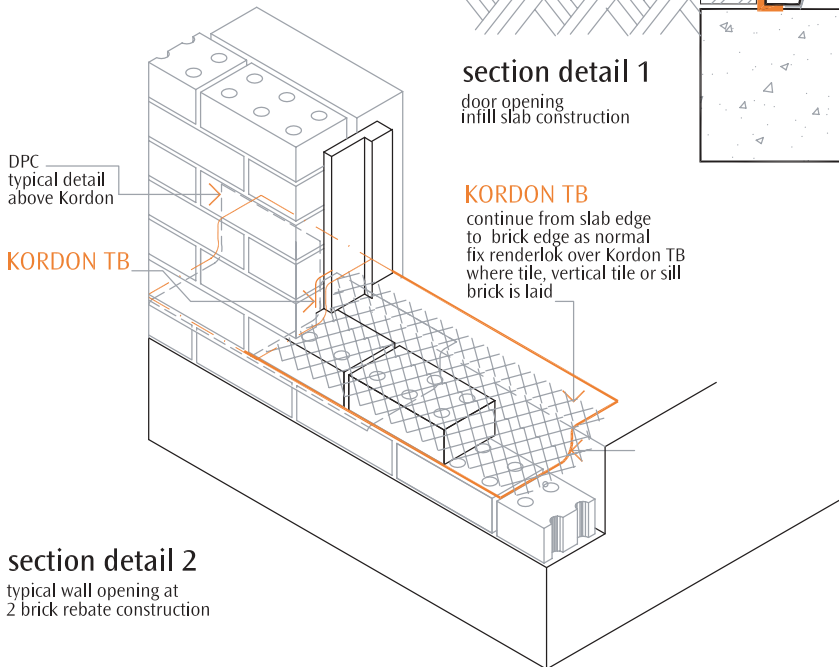 section detail 1
door opening
infill slab construction
DPC
typical detail
above Kordon
KORDON TB
KORDON TB
continue from slab edge
to brick edge as normal
fix renderlok over Kordon TB
where tile, vertical tile or sill
brick is laid
section detail 2
typical wall opening at
2 brick rebate construction